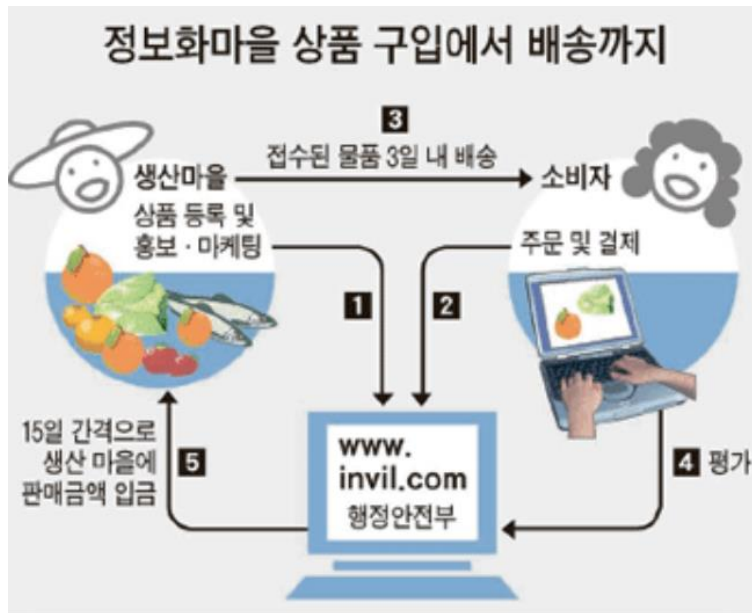 정보화마을 상품 구입에서 배송까지
3
접수된 물품 3일 내 배송
생산마을
상품 등록 및
홍보·마케팅
소비자
주문 및 결제
1
2
www.
invil.com
행정안전부
4 평가
15일 간격으로
생산 마을에
판매금액 입금
5